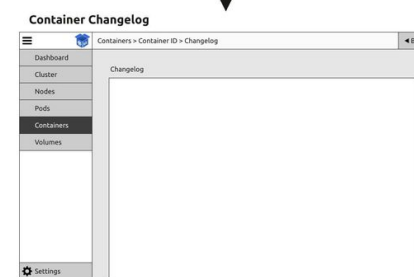 Container Changelog
Containers > Container ID > Changelog
Dashboard
Cluster
Nodes
Pods
Containers
Volumes
Changelog
Settings